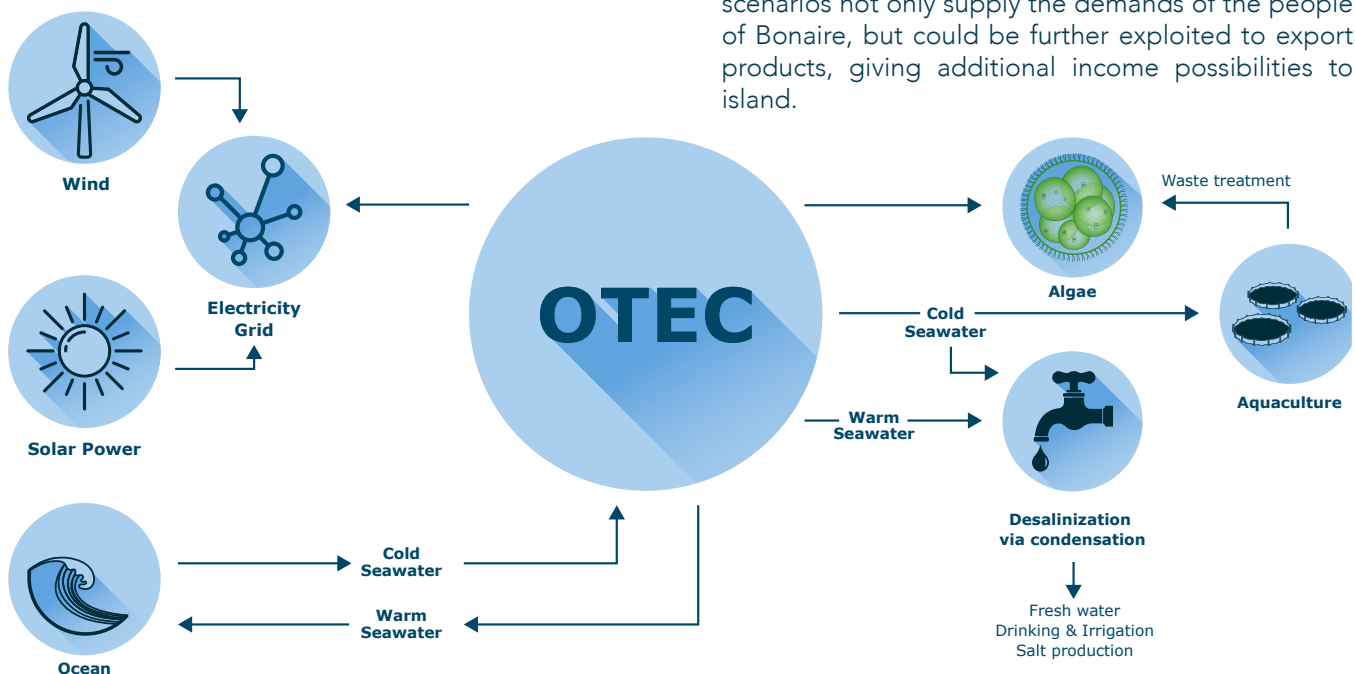 scenarios not only supply the demands of the people
of Bonaire, but could be further exploited to export
products, giving additional income possibilities to
island.
Wind
Electricity
Grid
Solar Power
OTEC
Waste treatment
Algae
Cold
Seawater
Aquaculture
Warm
Seawater
Desalinization
via condensation
Fresh water
Drinking & Irrigation
Salt production
Cold
Seawater
Warm
Seawater
Ocean